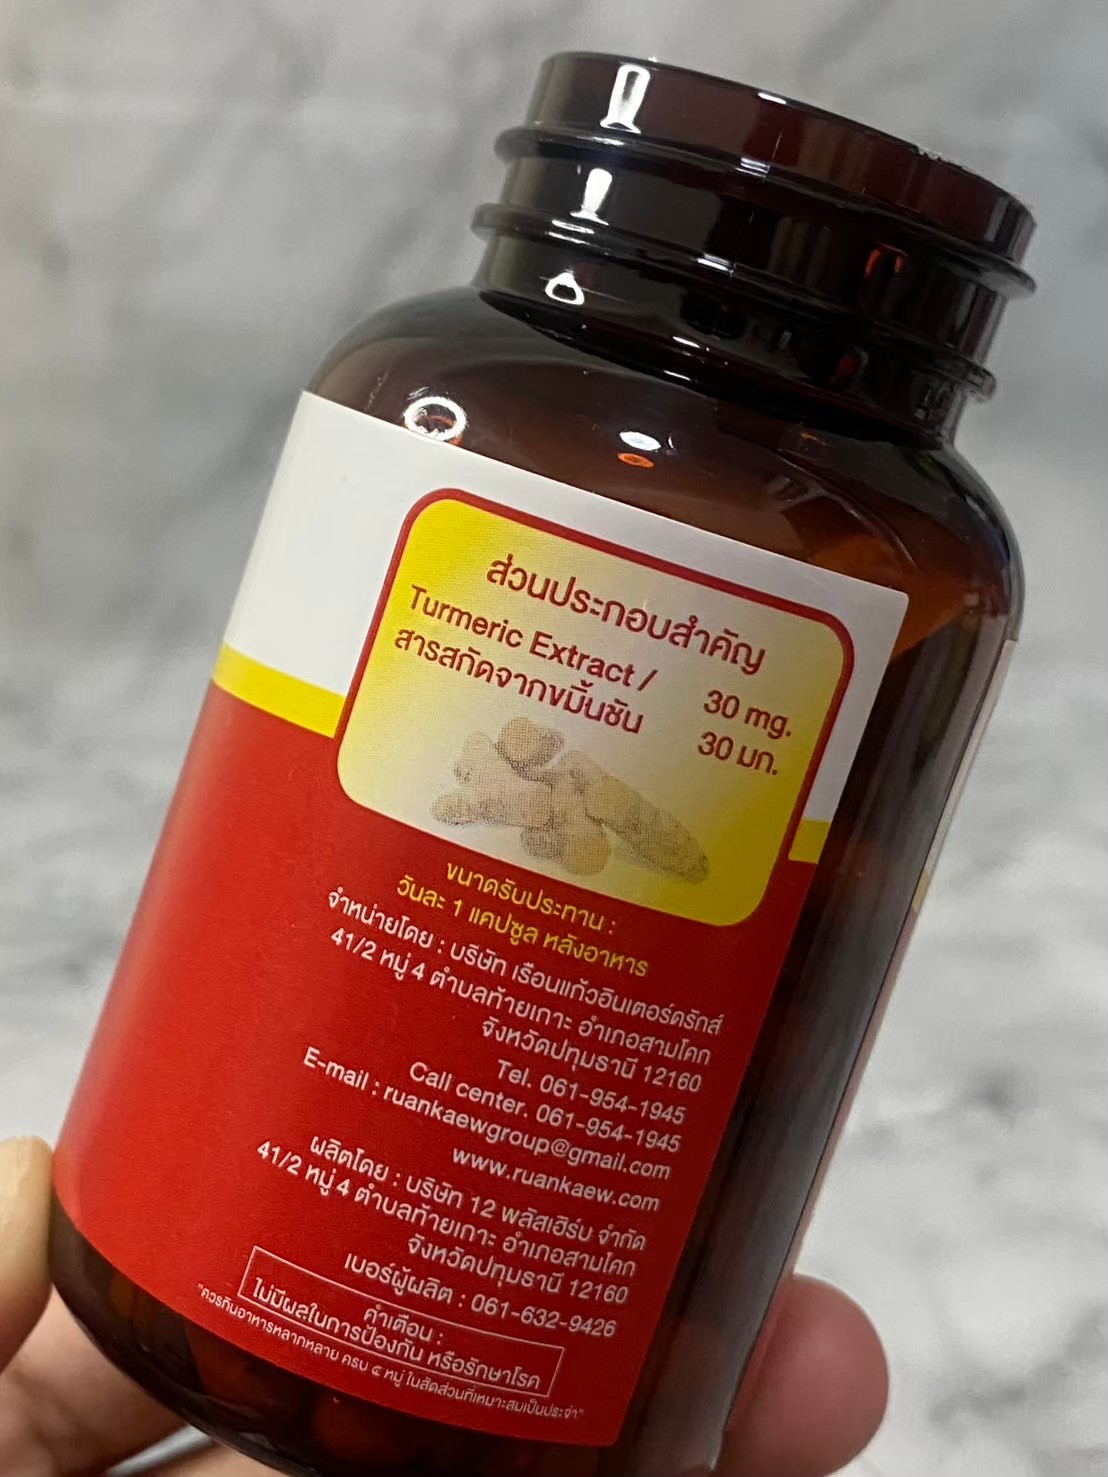 ส่วนประกอบสำคัญ
Turmeric Extract / 30 mg.
สารสกัดจากขมิ้นชัน 30 มก.
ขนาดรับประทาน :
วันละ 1 แคปซูล หลังอาหาร
จำหน่ายโดย : บริษัท เรือนแก้วอินเตอร์ดรักส์
41/2 หมู่ 4 ตำบลท้ายเกาะ อำเภอสามโคก
จังหวัดปทุมธานี 12160
Tel. 061-954-1945
Call center. 061-954-1945
E-mail : ruankaewgroup@gmail.com
www.ruankaew.com
ผลิตโดย : บริษัท 12 พลัสเฮิร์บ จำกัด
41/2 หมู่ 4 ตำบลท้ายเกาะ อำเภอสามโคก
จังหวัดปทุมธานี 12160
เบอร์ผู้ผลิต : 061-632-9426
คำเตือน :
ไม่มีผลในการป้องกัน หรือรักษาโรค
"ควรกินอาหารหลากหลาย ครบ ๕ หมู่ ในสัดส่วนที่เหมาะสมเป็นประจำ"